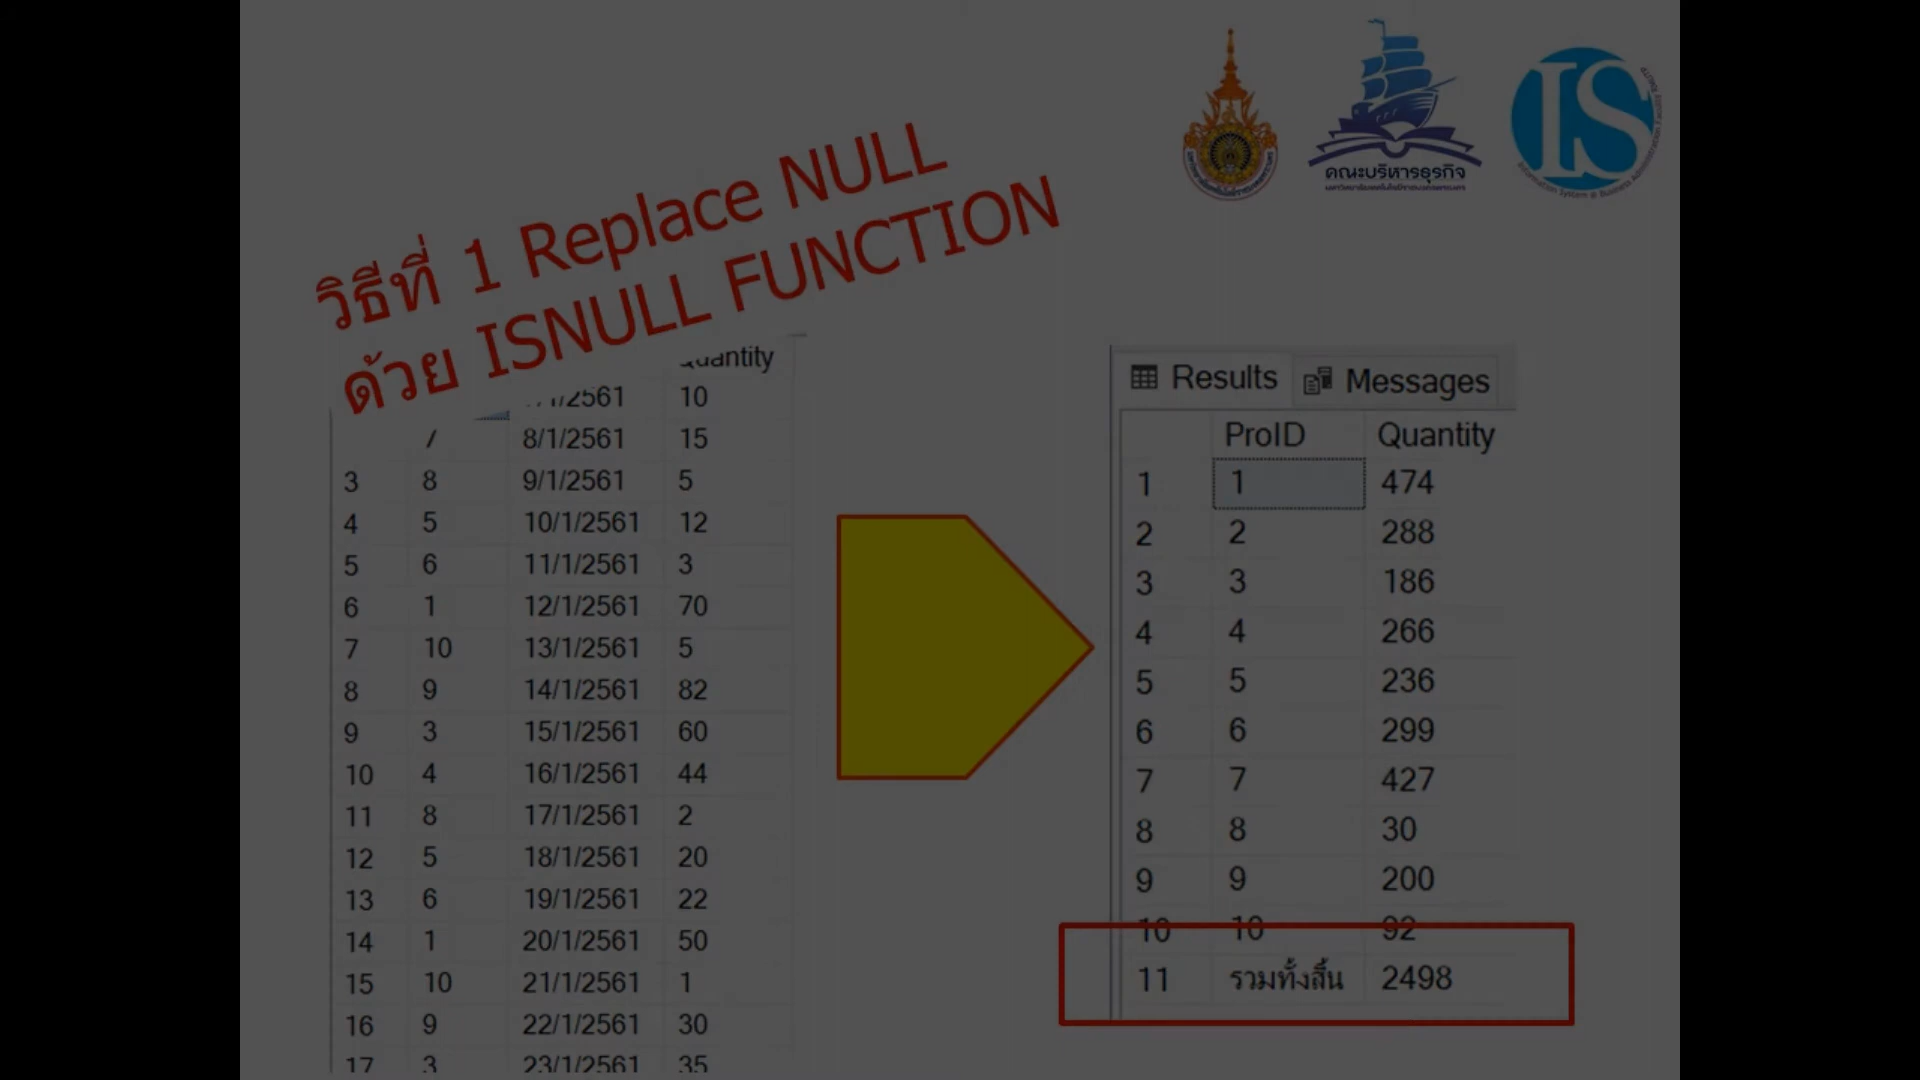 IS
คณะบริหารธุรกิจ
วิธีที่ 1 Replace NULL
ด้วย ISNULL FUNCTION
Quantity
1/2561 10
7 8/1/2561 15
3 8 9/1/2561 5
4 5 10/1/2561 12
5 6 11/1/2561 3
6 1 12/1/2561 70
7 10 13/1/2561 5
8 9 14/1/2561 82
9 3 15/1/2561 60
10 4 16/1/2561 44
11 8 17/1/2561 2
12 5 18/1/2561 20
13 6 19/1/2561 22
14 1 20/1/2561 50
15 10 21/1/2561 1
16 9 22/1/2561 30
17 3 23/1/2561 35
Results Messages
ProID Quantity
1 1 474
2 2 288
3 3 186
4 4 266
5 5 236
6 6 299
7 7 427
8 8 30
9 9 200
10 10 92
11 รวมทั้งสิ้น 2498